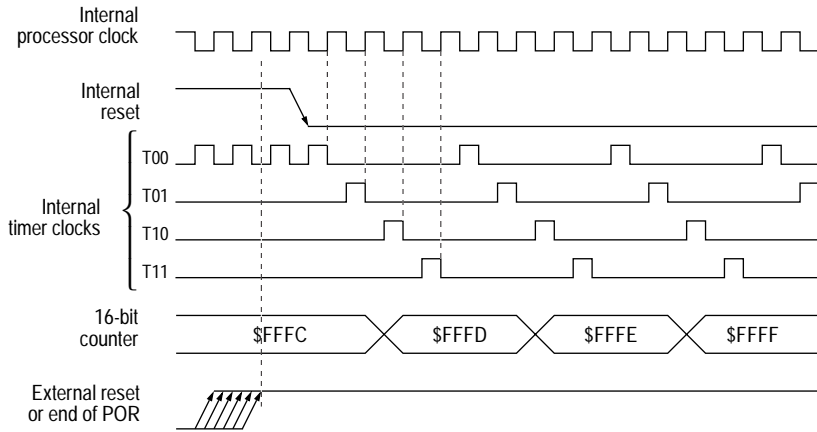 Internal
processor clock
Internal
reset
T00
T01
Internal
timer clocks
T10
T11
16-bit
counter
$FFFC
$FFFD
$FFFE
$FFFF
External reset
or end of POR